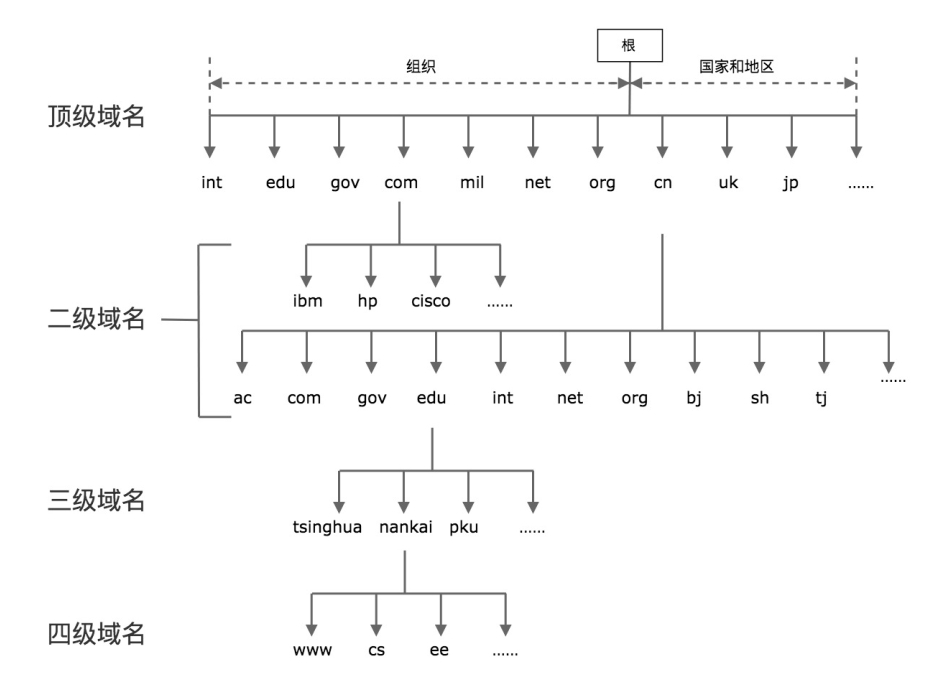 根
组织
国家和地区
顶级域名
int edu gov com mil net org cn uk jp ......
二级域名
ibm hp cisco ......
ac com gov edu int net org bj sh tj ......
三级域名
tsinghua nankai pku ......
四级域名
www cs ee ......